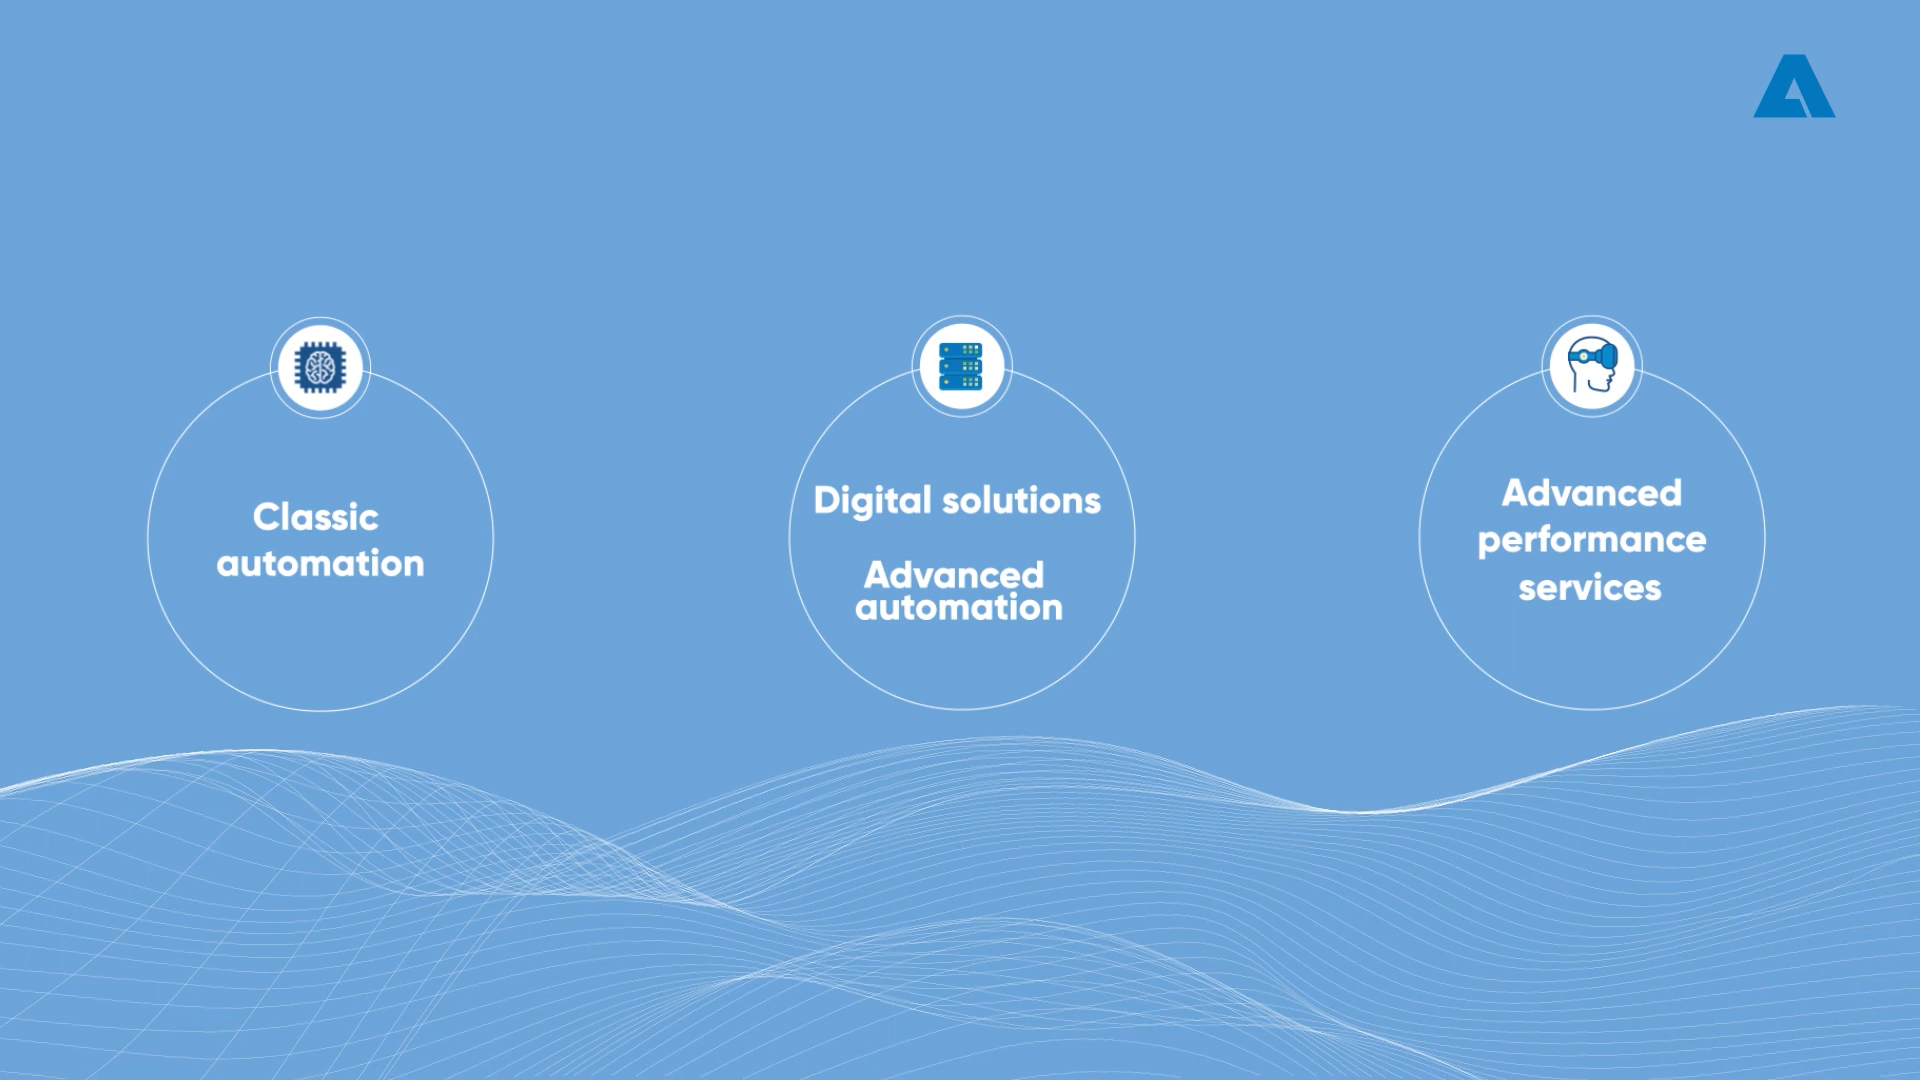 Classic
automation
Digital solutions
Advanced
automation
Advanced
performance
services